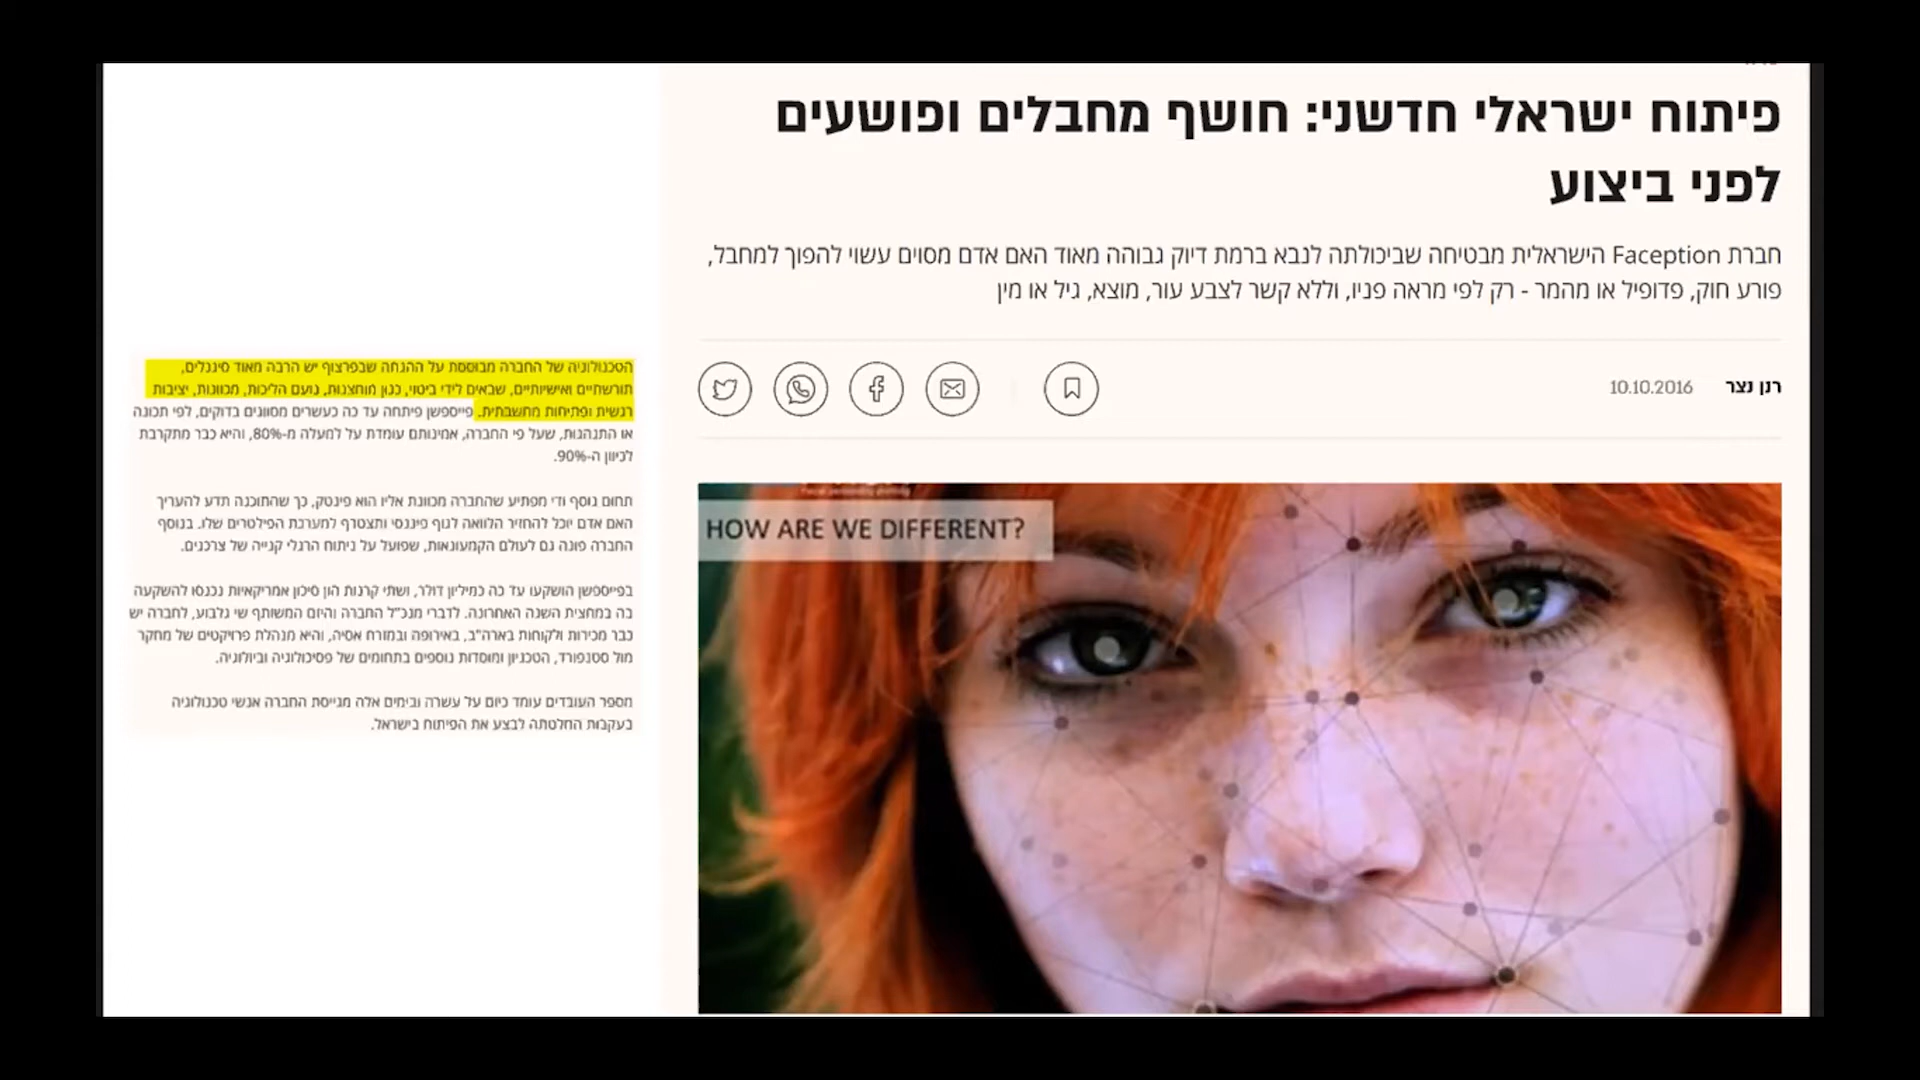 פיתוח ישראלי חדשני: חושף מחבלים ופושעים
לפני ביצוע
חברת Faception הישראלית מבטיחה שביכולתה לנבא ברמת דיוק גבוהה מאוד האם אדם מסוים עשוי להפוך למחבל,
פורע חוק, פדופיל או מהמר - רק לפי מראה פניו, וללא קשר לצבע עור, מוצא, גיל או מין
רנן נצר 10.10.2016
HOW ARE WE DIFFERENT?
הטכנולוגיה של החברה מבוססת על ההנחה שבפרצוף יש הרבה מאוד סיגנלים,
תורשתיים ואישיותיים, שבאים לידי ביטוי, כגון מוחצנות, נועם הליכות, מכוונות, יציבות
רגשית ופתיחות מחשבתית. פייספשן פיתחה עד כה כעשרים מסווגים בדוקים, לפי תכונה
או התנהגות, שעל פי החברה, אמינותם עומדת על למעלה מ-80%, והיא כבר מתקרבת
לכיוון ה-90%.
תחום נוסף ודי מפתיע שהחברה מכוונת אליו הוא פינטק, כך שהתוכנה תדע להעריך
האם אדם יוכל להחזיר הלוואה לגוף פיננסי ותצטרף למערכת הפילטרים שלו. בנוסף
החברה פונה גם לעולם הקמעונאות, שפועל על ניתוח הרגלי קנייה של צרכנים.
בפייספשן הושקעו עד כה כמיליון דולר, ושתי קרנות הון סיכון אמריקאיות נכנסו להשקעה
בה במחצית השנה האחרונה. לדברי מנכ"ל החברה והיזם המשותף שי גלבוע, לחברה יש
כבר מכירות ולקוחות בארה"ב, באירופה ובמזרח אסיה, והיא מנהלת פרויקטים של מחקר
מול סטנפורד, הטכניון ומוסדות נוספים בתחומים של פסיכולוגיה וביולוגיה.
מספר העובדים עומד כיום על עשרה ובימים אלה מגייסת החברה אנשי טכנולוגיה
בעקבות החלטתה לבצע את הפיתוח בישראל.